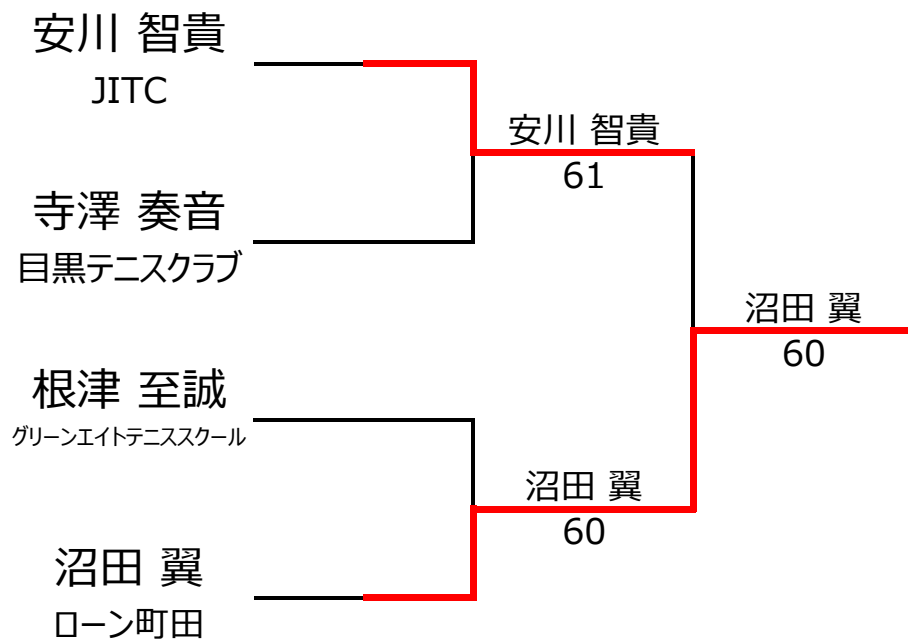 安川 智貴
JITC
寺澤 奏音
目黒テニスクラブ
根津 至誠
グリーンエイトテニススクール
沼田 翼
ローン町田
安川 智貴
61
沼田 翼
60
沼田 翼
60